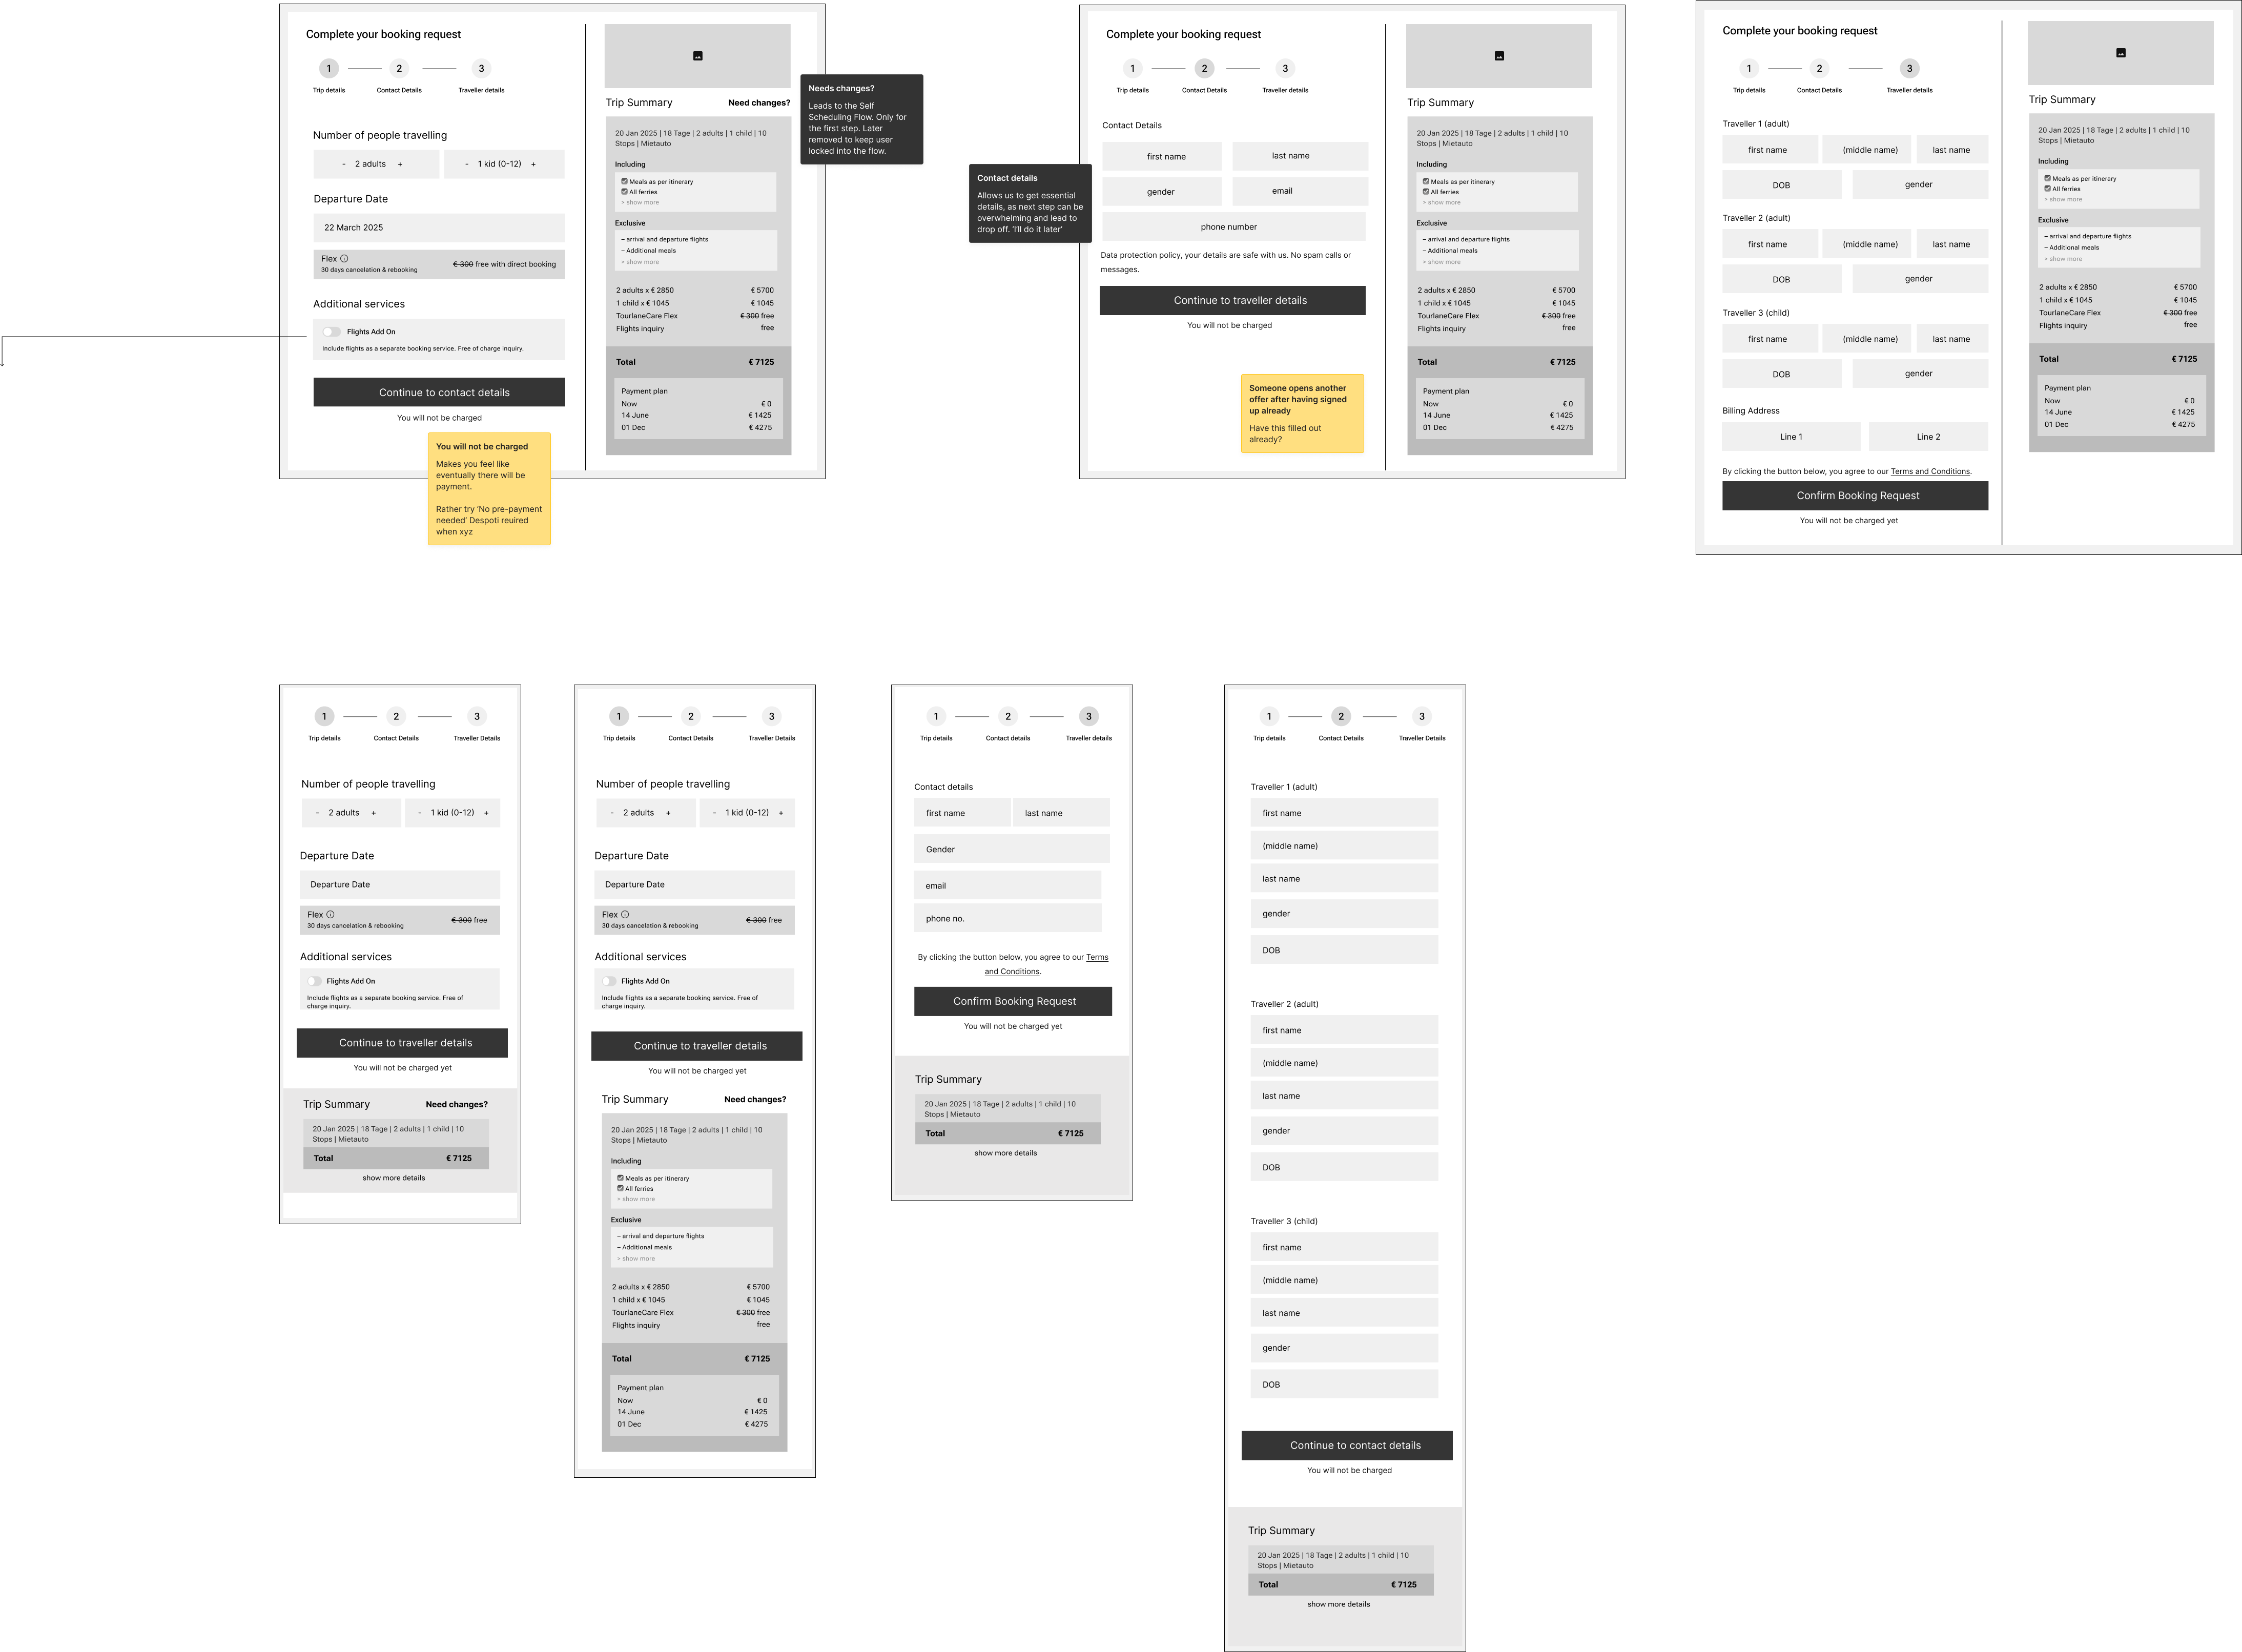 Complete your booking request
1
2
3
Trip details
Contact Details
Traveller details
Number of people travelling
- 2 adults +
- 1 kid (0-12) +
Departure Date
22 March 2025
Flex
30 days cancelation & rebooking
€ 300 free with direct booking
Additional services
Flights Add On
Include flights as a separate booking service. Free of charge inquiry.
Continue to contact details
You will not be charged
You will not be charged
Makes you feel like
eventually there will be
payment.
Rather try ‘No pre-payment
needed’ Despoti reuired
when xyz
Trip Summary
Need changes?
20 Jan 2025 | 18 Tage | 2 adults | 1 child | 10
Stops | Mietauto
Including
Meals as per itinerary
All ferries
> show more
Exclusive
– arrival and departure flights
– Additional meals
> show more
2 adults x € 2850 € 5700
1 child x € 1045 € 1045
TourlaneCare Flex € 300 free
Flights inquiry free
Total € 7125
Payment plan
Now € 0
14 June € 1425
01 Dec € 4275
Needs changes?
Leads to the Self
Scheduling Flow. Only for
the first step. Later
removed to keep user
locked into the flow.
Complete your booking request
1
2
3
Trip details
Contact Details
Traveller details
Contact Details
first name
last name
gender
email
phone number
Data protection policy, your details are safe with us. No spam calls or
messages.
Continue to traveller details
You will not be charged
Contact details
Allows us to get essential
details, as next step can be
overwhelming and lead to
drop off. ‘I’ll do it later’
Someone opens another
offer after having signed
up already
Have this filled out
already?
Trip Summary
20 Jan 2025 | 18 Tage | 2 adults | 1 child | 10
Stops | Mietauto
Including
Meals as per itinerary
All ferries
> show more
Exclusive
– arrival and departure flights
– Additional meals
> show more
2 adults x € 2850 € 5700
1 child x € 1045 € 1045
TourlaneCare Flex € 300 free
Flights inquiry free
Total € 7125
Payment plan
Now € 0
14 June € 1425
01 Dec € 4275
Complete your booking request
1
2
3
Trip details
Contact Details
Traveller details
Traveller 1 (adult)
first name
(middle name)
last name
DOB
gender
Traveller 2 (adult)
first name
(middle name)
last name
DOB
gender
Traveller 3 (child)
first name
(middle name)
last name
DOB
gender
Billing Address
Line 1
Line 2
By clicking the button below, you agree to our Terms and Conditions.
Confirm Booking Request
You will not be charged yet
Trip Summary
20 Jan 2025 | 18 Tage | 2 adults | 1 child | 10
Stops | Mietauto
Including
Meals as per itinerary
All ferries
> show more
Exclusive
– arrival and departure flights
– Additional meals
> show more
2 adults x € 2850 € 5700
1 child x € 1045 € 1045
TourlaneCare Flex € 300 free
Flights inquiry free
Total € 7125
Payment plan
Now € 0
14 June € 1425
01 Dec € 4275
1
2
3
Trip details
Contact Details
Traveller Details
Number of people travelling
- 2 adults +
- 1 kid (0-12) +
Departure Date
Departure Date
Flex
30 days cancelation & rebooking
€ 300 free
Additional services
Flights Add On
Include flights as a separate booking service. Free of
charge inquiry.
Continue to traveller details
You will not be charged yet
Trip Summary
Need changes?
20 Jan 2025 | 18 Tage | 2 adults | 1 child | 10
Stops | Mietauto
Total € 7125
show more details
1
2
3
Trip details
Contact Details
Traveller Details
Number of people travelling
- 2 adults +
- 1 kid (0-12) +
Departure Date
Departure Date
Flex
30 days cancelation & rebooking
€ 300 free
Additional services
Flights Add On
Include flights as a separate booking service. Free of
charge inquiry.
Continue to traveller details
You will not be charged yet
Trip Summary
Need changes?
20 Jan 2025 | 18 Tage | 2 adults | 1 child | 10
Stops | Mietauto
Including
Meals as per itinerary
All ferries
> show more
Exclusive
– arrival and departure flights
– Additional meals
> show more
2 adults x € 2850 € 5700
1 child x € 1045 € 1045
TourlaneCare Flex € 300 free
Flights inquiry free
Total € 7125
Payment plan
Now € 0
14 June € 1425
01 Dec € 4275
1
2
3
Trip details
Contact details
Traveller details
Contact details
first name
last name
Gender
email
phone no.
By clicking the button below, you agree to our Terms
and Conditions.
Confirm Booking Request
You will not be charged yet
Trip Summary
20 Jan 2025 | 18 Tage | 2 adults | 1 child | 10
Stops | Mietauto
Total € 7125
show more details
1
2
3
Trip details
Contact Details
Traveller Details
Traveller 1 (adult)
first name
(middle name)
last name
gender
DOB
Traveller 2 (adult)
first name
(middle name)
last name
gender
DOB
Traveller 3 (child)
first name
(middle name)
last name
gender
DOB
Continue to contact details
You will not be charged
Trip Summary
20 Jan 2025 | 18 Tage | 2 adults | 1 child | 10
Stops | Mietauto
Total € 7125
show more details